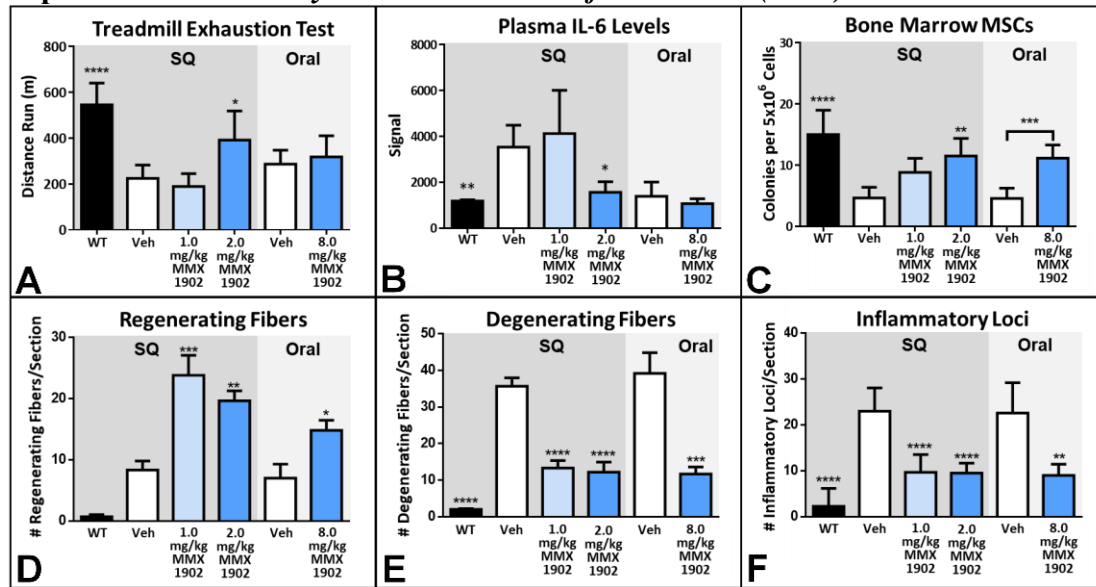 Treadmill Exhaustion Test
SQ
Oral
Distance Run (m)
800
600
400
200
0
****
*
WT
Veh
1.0
mg/kg
MMX
1902
2.0
mg/kg
MMX
1902
Veh
8.0
mg/kg
MMX
1902
A
Plasma IL-6 Levels
SQ
Oral
Signal
8000
6000
4000
2000
0
**
*
WT
Veh
1.0
mg/kg
MMX
1902
2.0
mg/kg
MMX
1902
Veh
8.0
mg/kg
MMX
1902
B
Bone Marrow MSCs
SQ
Oral
Colonies per 5x10⁶ Cells
30
20
10
0
****
**
***
WT
Veh
1.0
mg/kg
MMX
1902
2.0
mg/kg
MMX
1902
Veh
8.0
mg/kg
MMX
1902
C
Regenerating Fibers
SQ
Oral
# Regenerating Fibers/Section
30
20
10
0
***
**
*
WT
Veh
1.0
mg/kg
MMX
1902
2.0
mg/kg
MMX
1902
Veh
8.0
mg/kg
MMX
1902
D
Degenerating Fibers
SQ
Oral
# Degenerating Fibers/Section
50
40
30
20
10
0
****
****
****
***
WT
Veh
1.0
mg/kg
MMX
1902
2.0
mg/kg
MMX
1902
Veh
8.0
mg/kg
MMX
1902
E
Inflammatory Loci
SQ
Oral
# Inflammatory Loci/Section
40
30
20
10
0
****
****
****
**
WT
Veh
1.0
mg/kg
MMX
1902
2.0
mg/kg
MMX
1902
Veh
8.0
mg/kg
MMX
1902
F